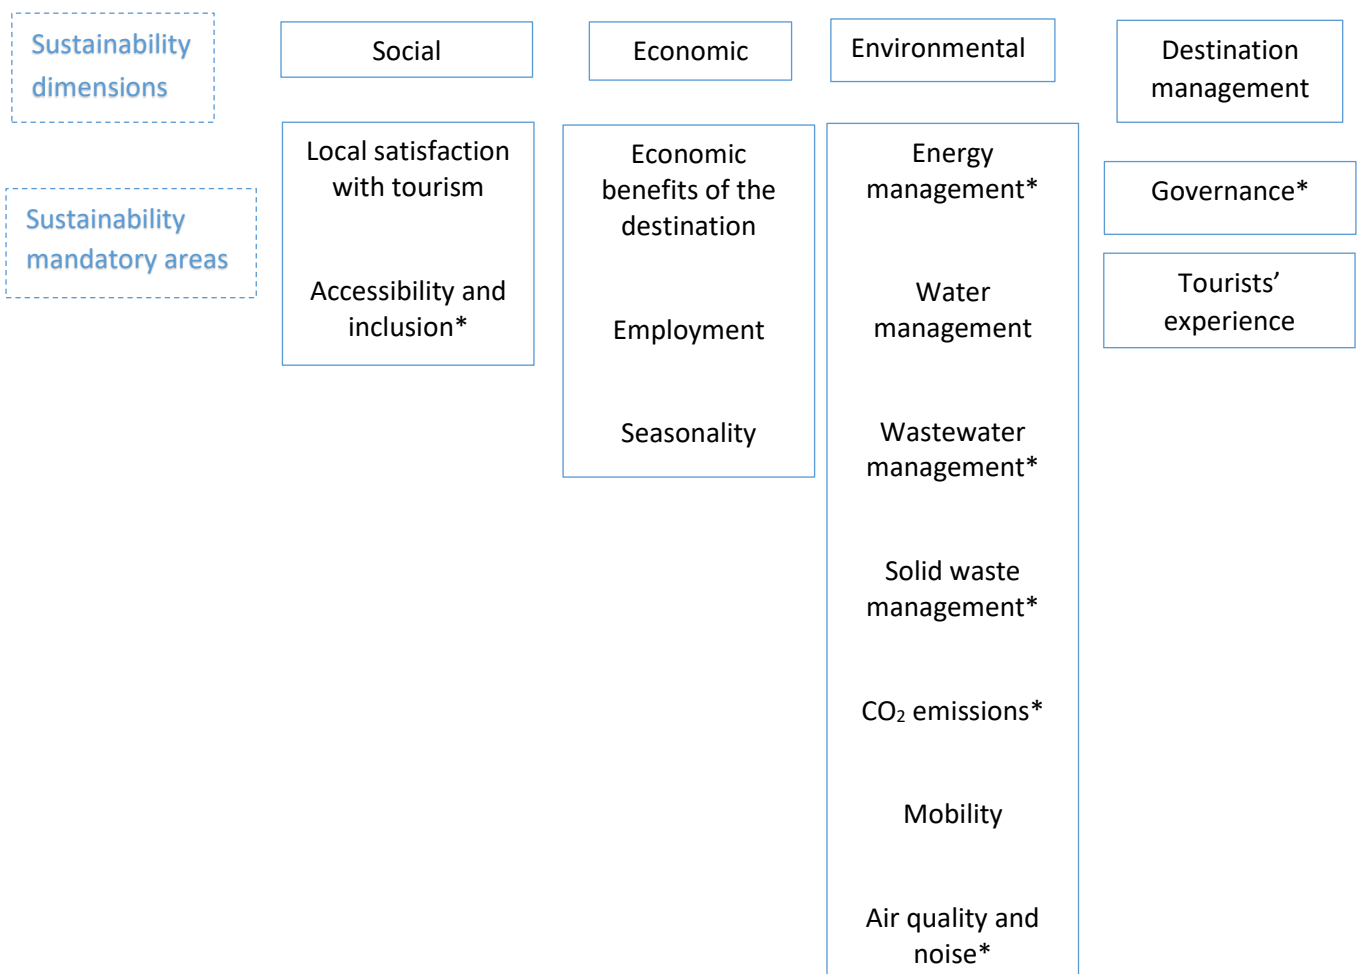 Sustainability
dimensions
Social
Economic
Environmental
Destination
management
Sustainability
mandatory areas
Local satisfaction
with tourism
Accessibility and
inclusion*
Economic
benefits of the
destination
Employment
Seasonality
Energy
management*
Water
management
Wastewater
management*
Solid waste
management*
CO₂ emissions*
Mobility
Air quality and
noise*
Governance*
Tourists’
experience